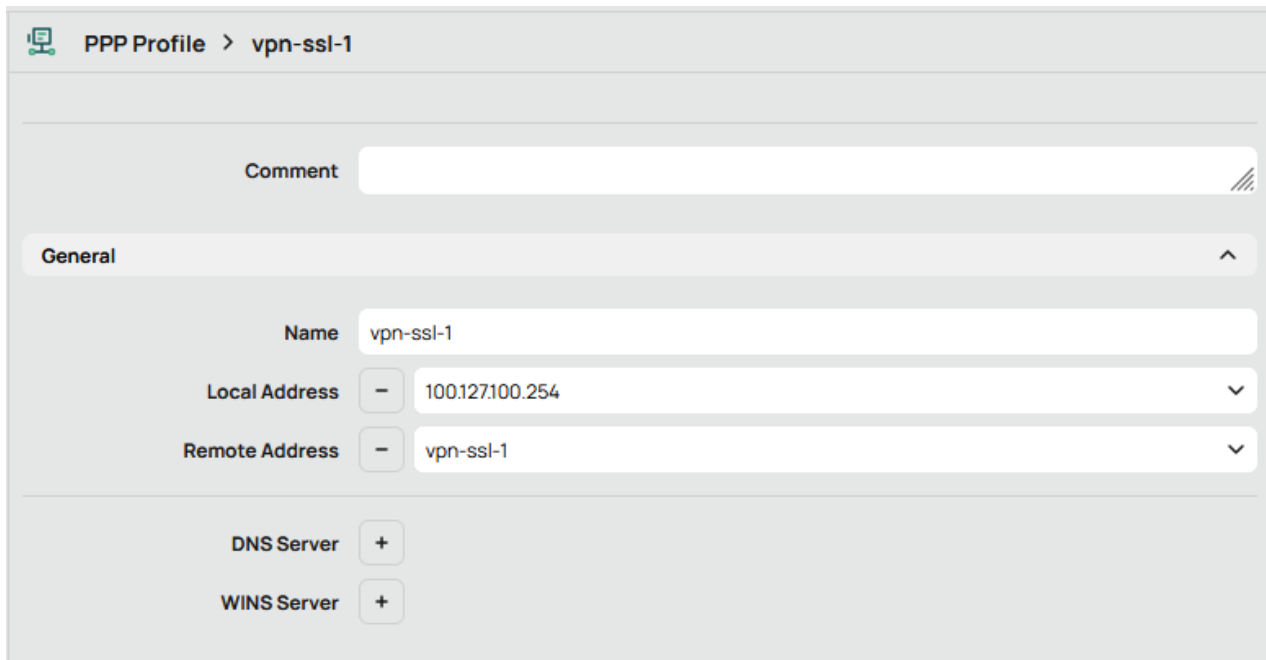 PPP Profile > vpn-ssl-1
Comment
General
Name vpn-ssl-1
Local Address − 100.127.100.254
Remote Address − vpn-ssl-1
DNS Server +
WINS Server +